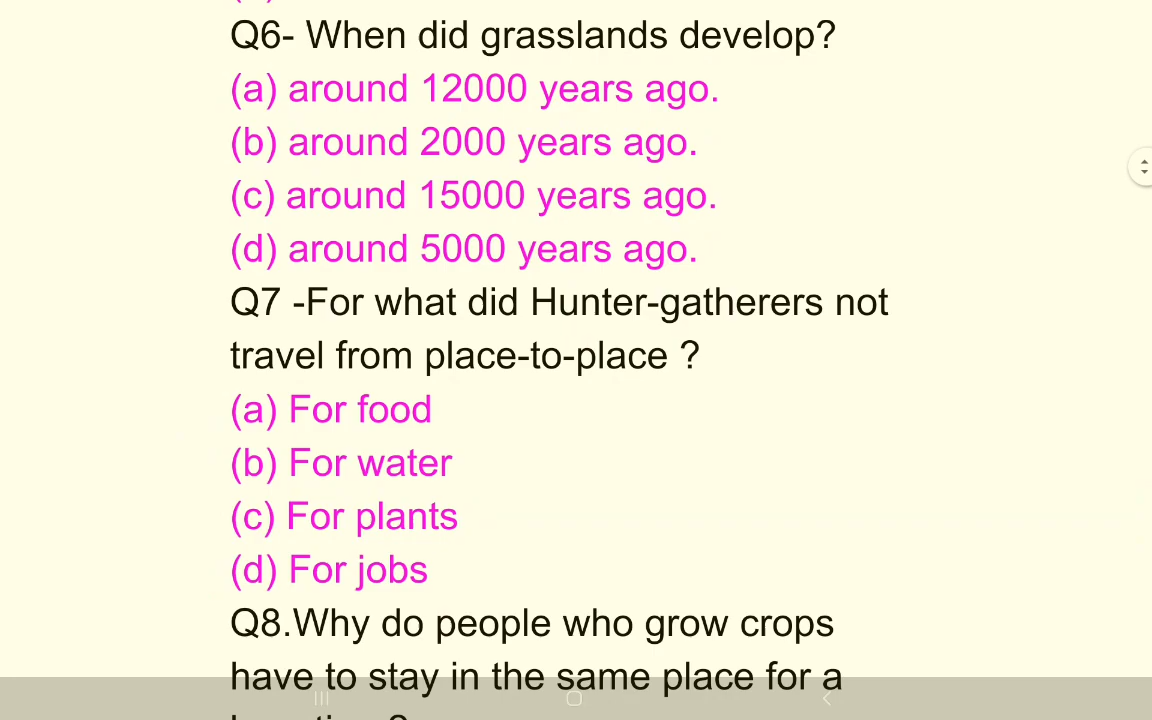 Q6- When did grasslands develop?
(a) around 12000 years ago.
(b) around 2000 years ago.
(c) around 15000 years ago.
(d) around 5000 years ago.
Q7 -For what did Hunter-gatherers not
travel from place-to-place ?
(a) For food
(b) For water
(c) For plants
(d) For jobs
Q8.Why do people who grow crops
have to stay in the same place for a